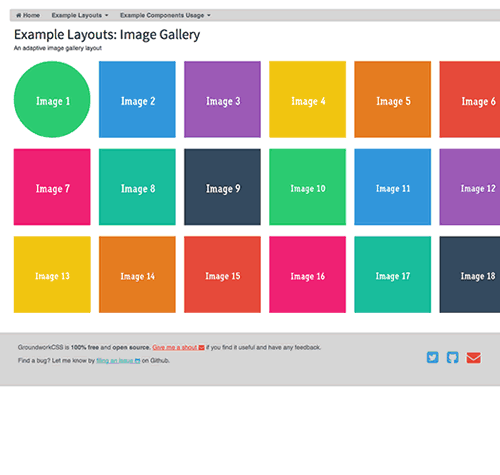 Home Example Layouts Example Components Usage
Example Layouts: Image Gallery
An adaptive image gallery layout
Image 1 Image 2 Image 3 Image 4 Image 5 Image 6
Image 7 Image 8 Image 9 Image 10 Image 11 Image 12
Image 13 Image 14 Image 15 Image 16 Image 17 Image 18
GroundworkCSS is 100% free and open source. Give me a shout if you find it useful and have any feedback.
Find a bug? Let me know by filing an issue on Github.